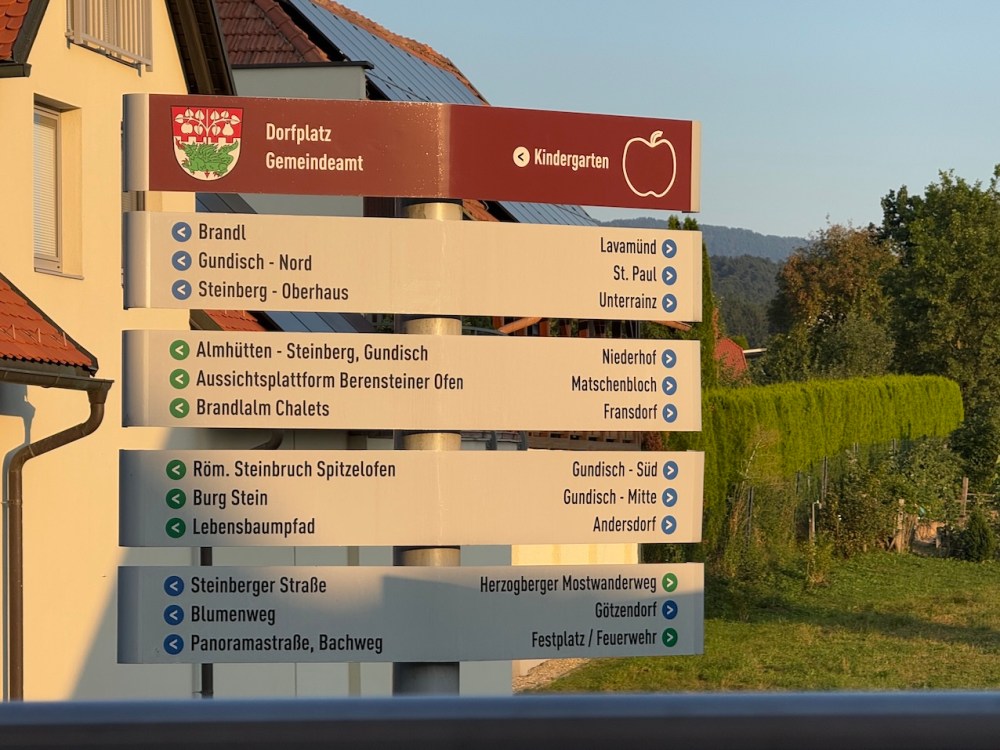 Dorfplatz
Gemeindeamt
Kindergarten
Brandl
Gundisch - Nord
Steinberg - Oberhaus
Lavamünd
St. Paul
Unterrainz
Almhütten - Steinberg, Gundisch
Aussichtsplattform Berensteiner Ofen
Brandlalm Chalets
Niederhof
Matschenbloch
Fransdorf
Röm. Steinbruch Spitzelofen
Burg Stein
Lebensbaumpfad
Gundisch - Süd
Gundisch - Mitte
Andersdorf
Steinberger Straße
Blumenweg
Panoramastraße, Bachweg
Herzogberger Mostwanderweg
Götzendorf
Festplatz / Feuerwehr